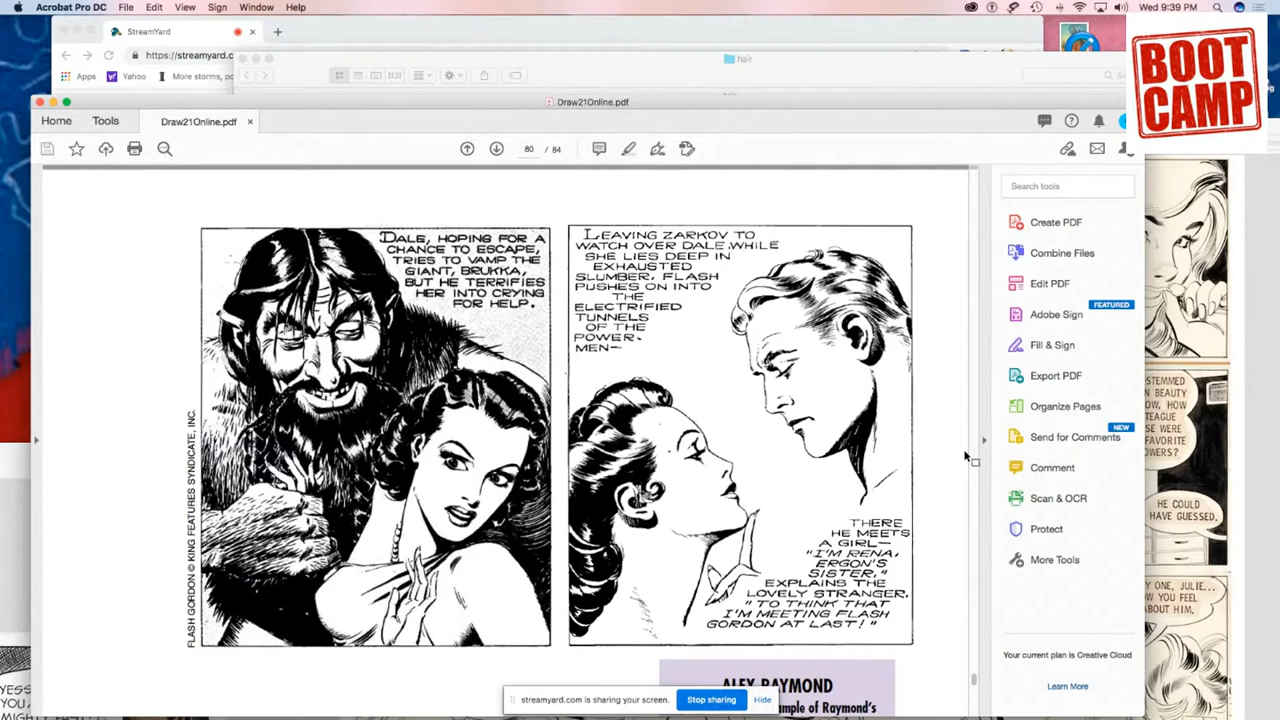 Acrobat Pro DC File Edit View Sign Window Help
Wed 9:39 PM
StreamYard
https://streamyard.c
Apps Yahoo More storms, po
hair
BOOT
CAMP
Draw21Online.pdf
Home Tools Draw21Online.pdf
80 / 84
Search tools
Create PDF
Combine Files
Edit PDF
FEATURED
Adobe Sign
Fill & Sign
Export PDF
Organize Pages
NEW
Send for Comments
Comment
Scan & OCR
Protect
More Tools
Your current plan is Creative Cloud
Learn More
DALE, HOPING FOR A
CHANCE TO ESCAPE,
TRIES TO VAMP THE
GIANT, BRUKKA,
BUT HE TERRIFIES
HER INTO CRYING
FOR HELP.
FLASH GORDON © KING FEATURES SYNDICATE, INC.
LEAVING ZARKOV TO
WATCH OVER DALE, WHILE
SHE LIES DEEP IN
EXHAUSTED
SLUMBER, FLASH
PUSHES ON INTO
THE
ELECTRIFIED
TUNNELS
OF THE
POWER-
MEN—
THERE
HE MEETS
A GIRL—
"I'M RENA,
ERGON'S
SISTER,"
EXPLAINS THE
LOVELY STRANGER.
"TO THINK THAT
I'M MEETING FLASH
GORDON AT LAST!"
ALEX RAYMOND
ample of Raymond's
streamyard.com is sharing your screen. Stop sharing Hide
STEMMED
N BEAUTY
OW, HOW
TEAGUE
SE WERE
FAVORITE
OWERS?
HE COULD
HAVE GUESSED.
Y ONE, JULIE...
OW YOU FEEL
ABOUT HIM.
YES
YOU,